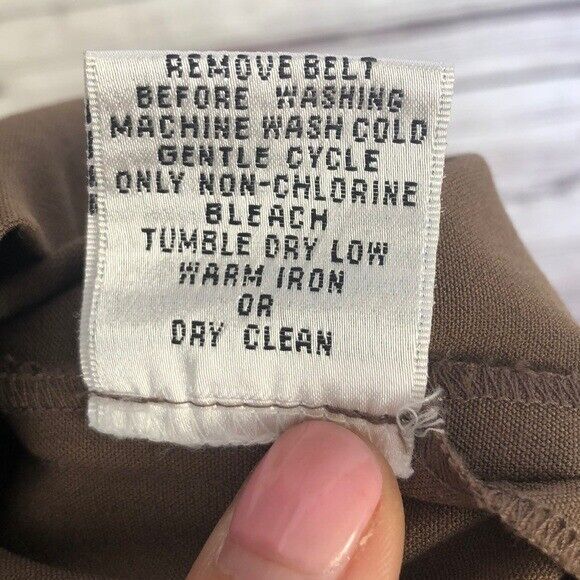 REMOVE BELT
BEFORE WASHING
MACHINE WASH COLD
GENTLE CYCLE
ONLY NON-CHLORINE
BLEACH
TUMBLE DRY LOW
WARM IRON
OR
DRY CLEAN